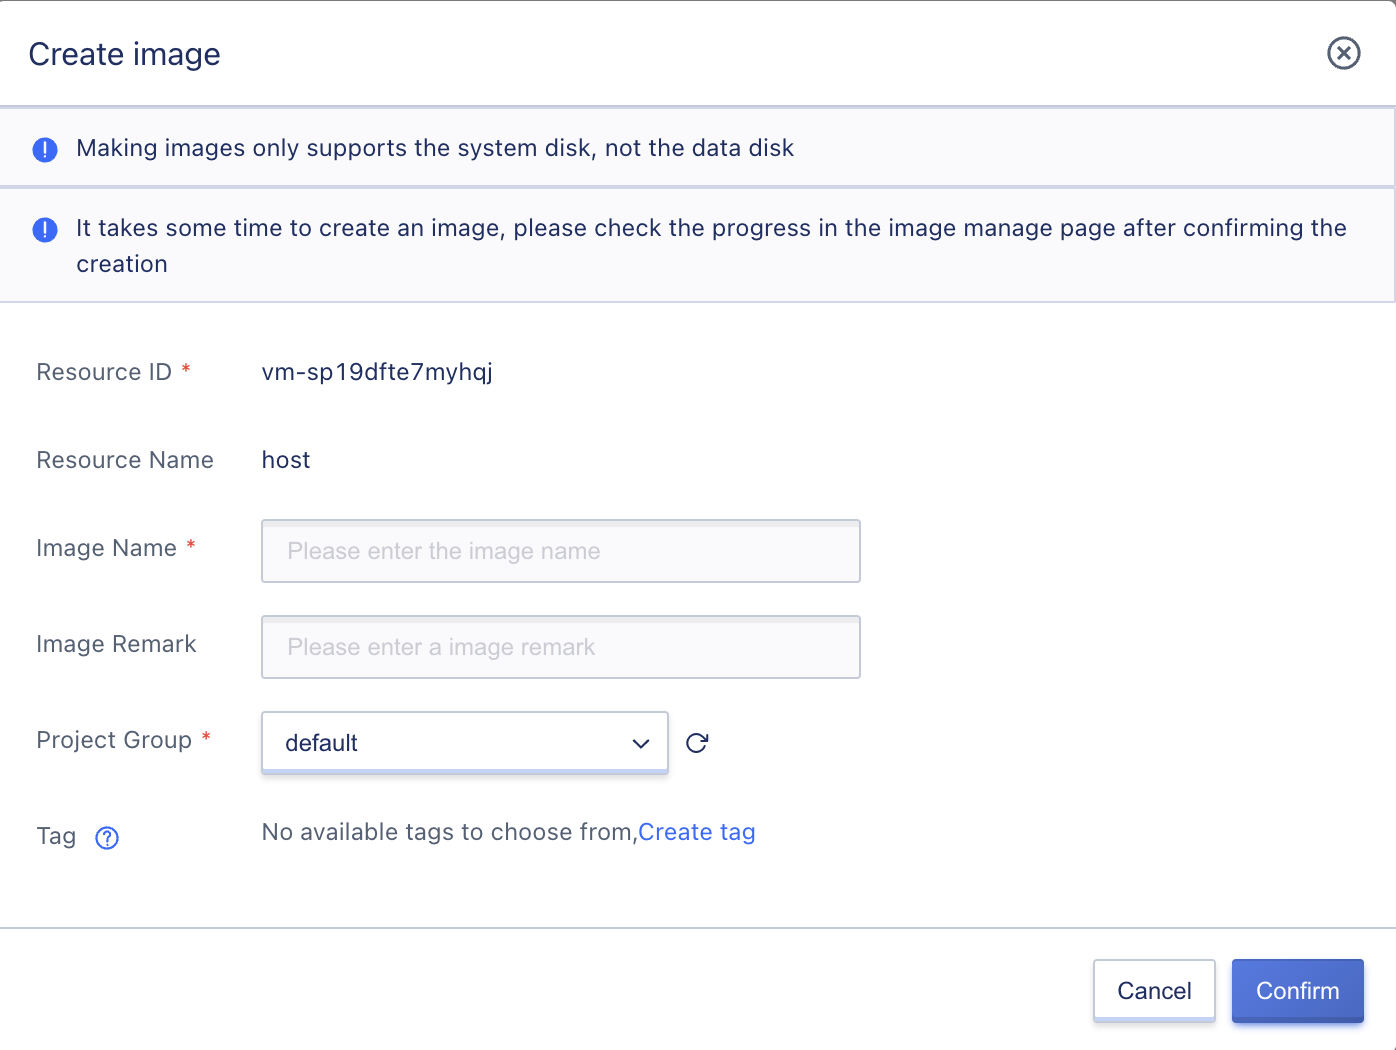 Create image
Making images only supports the system disk, not the data disk
It takes some time to create an image, please check the progress in the image manage page after confirming the
creation
Resource ID * vm-sp19dfte7myhqj
Resource Name host
Image Name * Please enter the image name
Image Remark Please enter a image remark
Project Group * default
Tag No available tags to choose from,Create tag
Cancel Confirm